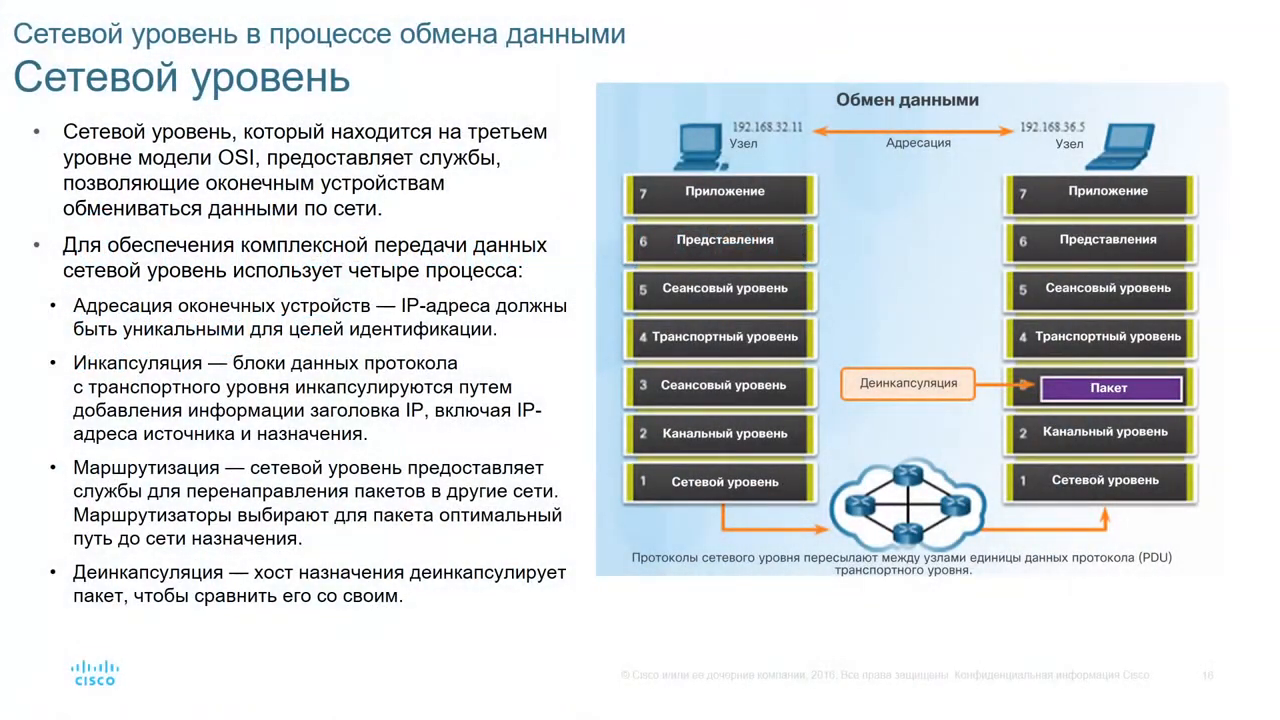 Сетевой уровень в процессе обмена данными
Сетевой уровень
• Сетевой уровень, который находится на третьем
уровне модели OSI, предоставляет службы,
позволяющие оконечным устройствам
обмениваться данными по сети.
• Для обеспечения комплексной передачи данных
сетевой уровень использует четыре процесса:
• Адресация оконечных устройств — IP-адреса должны
быть уникальными для целей идентификации.
• Инкапсуляция — блоки данных протокола
с транспортного уровня инкапсулируются путем
добавления информации заголовка IP, включая IP-
адреса источника и назначения.
• Маршрутизация — сетевой уровень предоставляет
службы для перенаправления пакетов в другие сети.
Маршрутизаторы выбирают для пакета оптимальный
путь до сети назначения.
• Деинкапсуляция — хост назначения деинкапсулирует
пакет, чтобы сравнить его со своим.
Обмен данными
192.168.32.11
Узел
Адресация
192.168.36.5
Узел
7 Приложение
6 Представления
5 Сеансовый уровень
4 Транспортный уровень
3 Сеансовый уровень
2 Канальный уровень
1 Сетевой уровень
Деинкапсуляция
7 Приложение
6 Представления
5 Сеансовый уровень
4 Транспортный уровень
Пакет
2 Канальный уровень
1 Сетевой уровень
Протоколы сетевого уровня пересылают между узлами единицы данных протокола (PDU)
транспортного уровня.
CISCO
© Cisco и/или ее дочерние компании, 2016. Все права защищены. Конфиденциальная информация Cisco
16